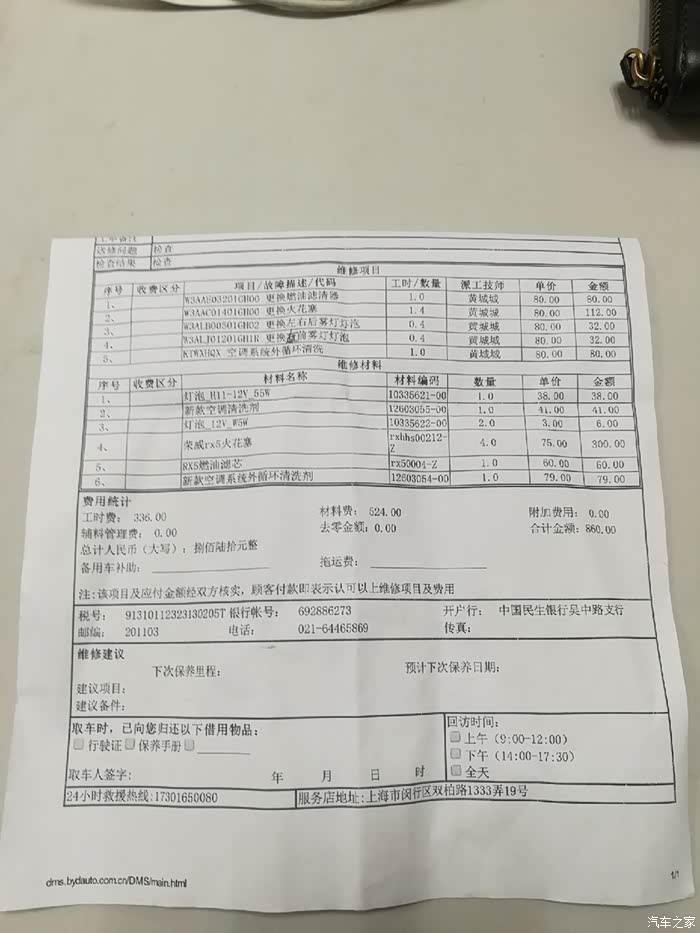 送修问题 检查
检查结果 检查
维修项目
序号 收费区分 项目/故障描述/代码 工时/数量 派工技师 单价 金额
1、 W3AAB03201GH00 更换燃油滤清器 1.0 黄城城 80.00 80.00
2、 W3AAC01401GH00 更换火花塞 1.4 黄城城 80.00 112.00
3、 W3ALB00501GH02 更换左右后雾灯灯泡 0.4 黄城城 80.00 32.00
4、 更换 前雾灯灯泡 0.4 黄城城 80.00 32.00
5、 KTWXHQX 空调系统外循环清洗 1.0 黄城城 80.00 80.00
维修材料
序号 收费区分 材料名称 材料编码 数量 单价 金额
1、 灯泡_H11-12V_55W 10335621-00 1.0 38.00 38.00
2、 新款空调清洗剂 12603055-00 1.0 41.00 41.00
3、 灯泡_12V_W5W 10335622-00 2.0 3.00 6.00
4、 荣威rx5火花塞 rxhhs00212-Z 4.0 75.00 300.00
5、 RX5燃油滤芯 rx50004-Z 1.0 60.00 60.00
6、 新款空调系统外循环清洗剂 12603054-00 1.0 79.00 79.00
费用统计
工时费: 336.00 材料费: 524.00 附加费用: 0.00
辅料管理费: 0.00 去零金额: 0.00 合计金额: 860.00
总计人民币(大写): 捌佰陆拾元整
备用车补助: 拖运费:
注:该项目及应付金额经双方核实，顾客付款即表示认可以上维修项目及费用
税号: 91310112323130205T 银行帐号: 692886273 开户行: 中国民生银行吴中路支行
邮编: 201103 电话: 021-64465869 传真:
维修建议
下次保养里程: 预计下次保养日期:
建议项目:
建议备件:
取车时，已向您归还以下借用物品: 回访时间:
行驶证 保养手册 上午（9:00-12:00）
下午（14:00-17:30）
取车人签字: 年 月 日 时 全天
24小时救援热线:17301650080 服务店地址:上海市闵行区双柏路1333弄19号
dms.bydauto.com.cn/DMS/main.html 1/1
汽车之家